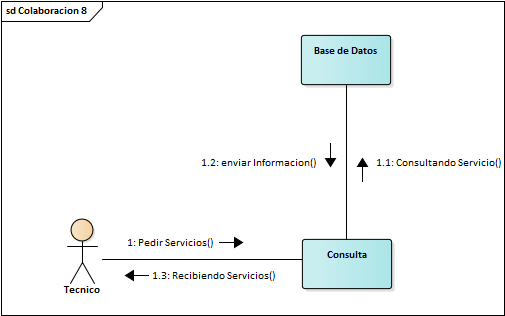 sd Colaboracion 8
Base de Datos
1.2: enviar Informacion()
1.1: Consultando Servicio()
1: Pedir Servicios()
Consulta
1.3: Recibiendo Servicios()
Tecnico